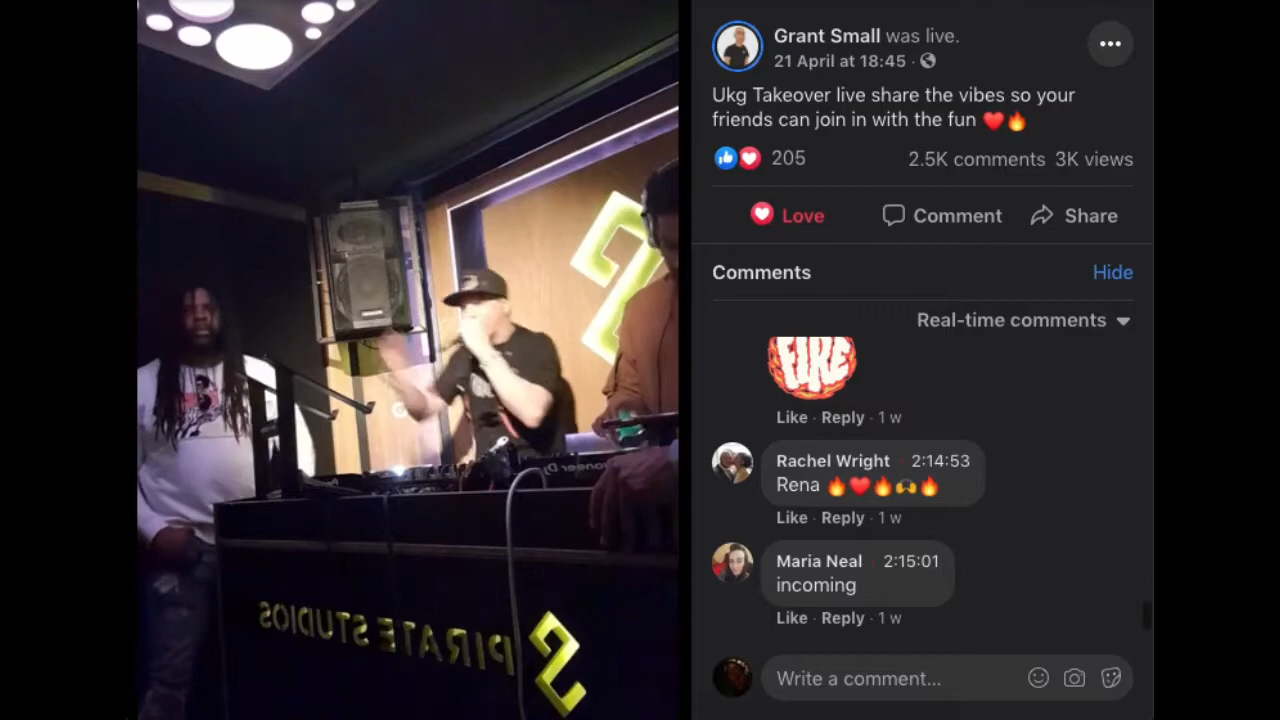 Grant Small was live.
21 April at 18:45 ·
Ukg Takeover live share the vibes so your
friends can join in with the fun ❤️🔥
205
2.5K comments 3K views
Love
Comment
Share
Comments
Hide
Real-time comments
FIRE
Like · Reply · 1 w
Rachel Wright · 2:14:53
Rena 🔥❤️🔥🙌🔥
Like · Reply · 1 w
Maria Neal · 2:15:01
incoming
Like · Reply · 1 w
Write a comment...
Pioneer Dj
PIRATE STUDIOS